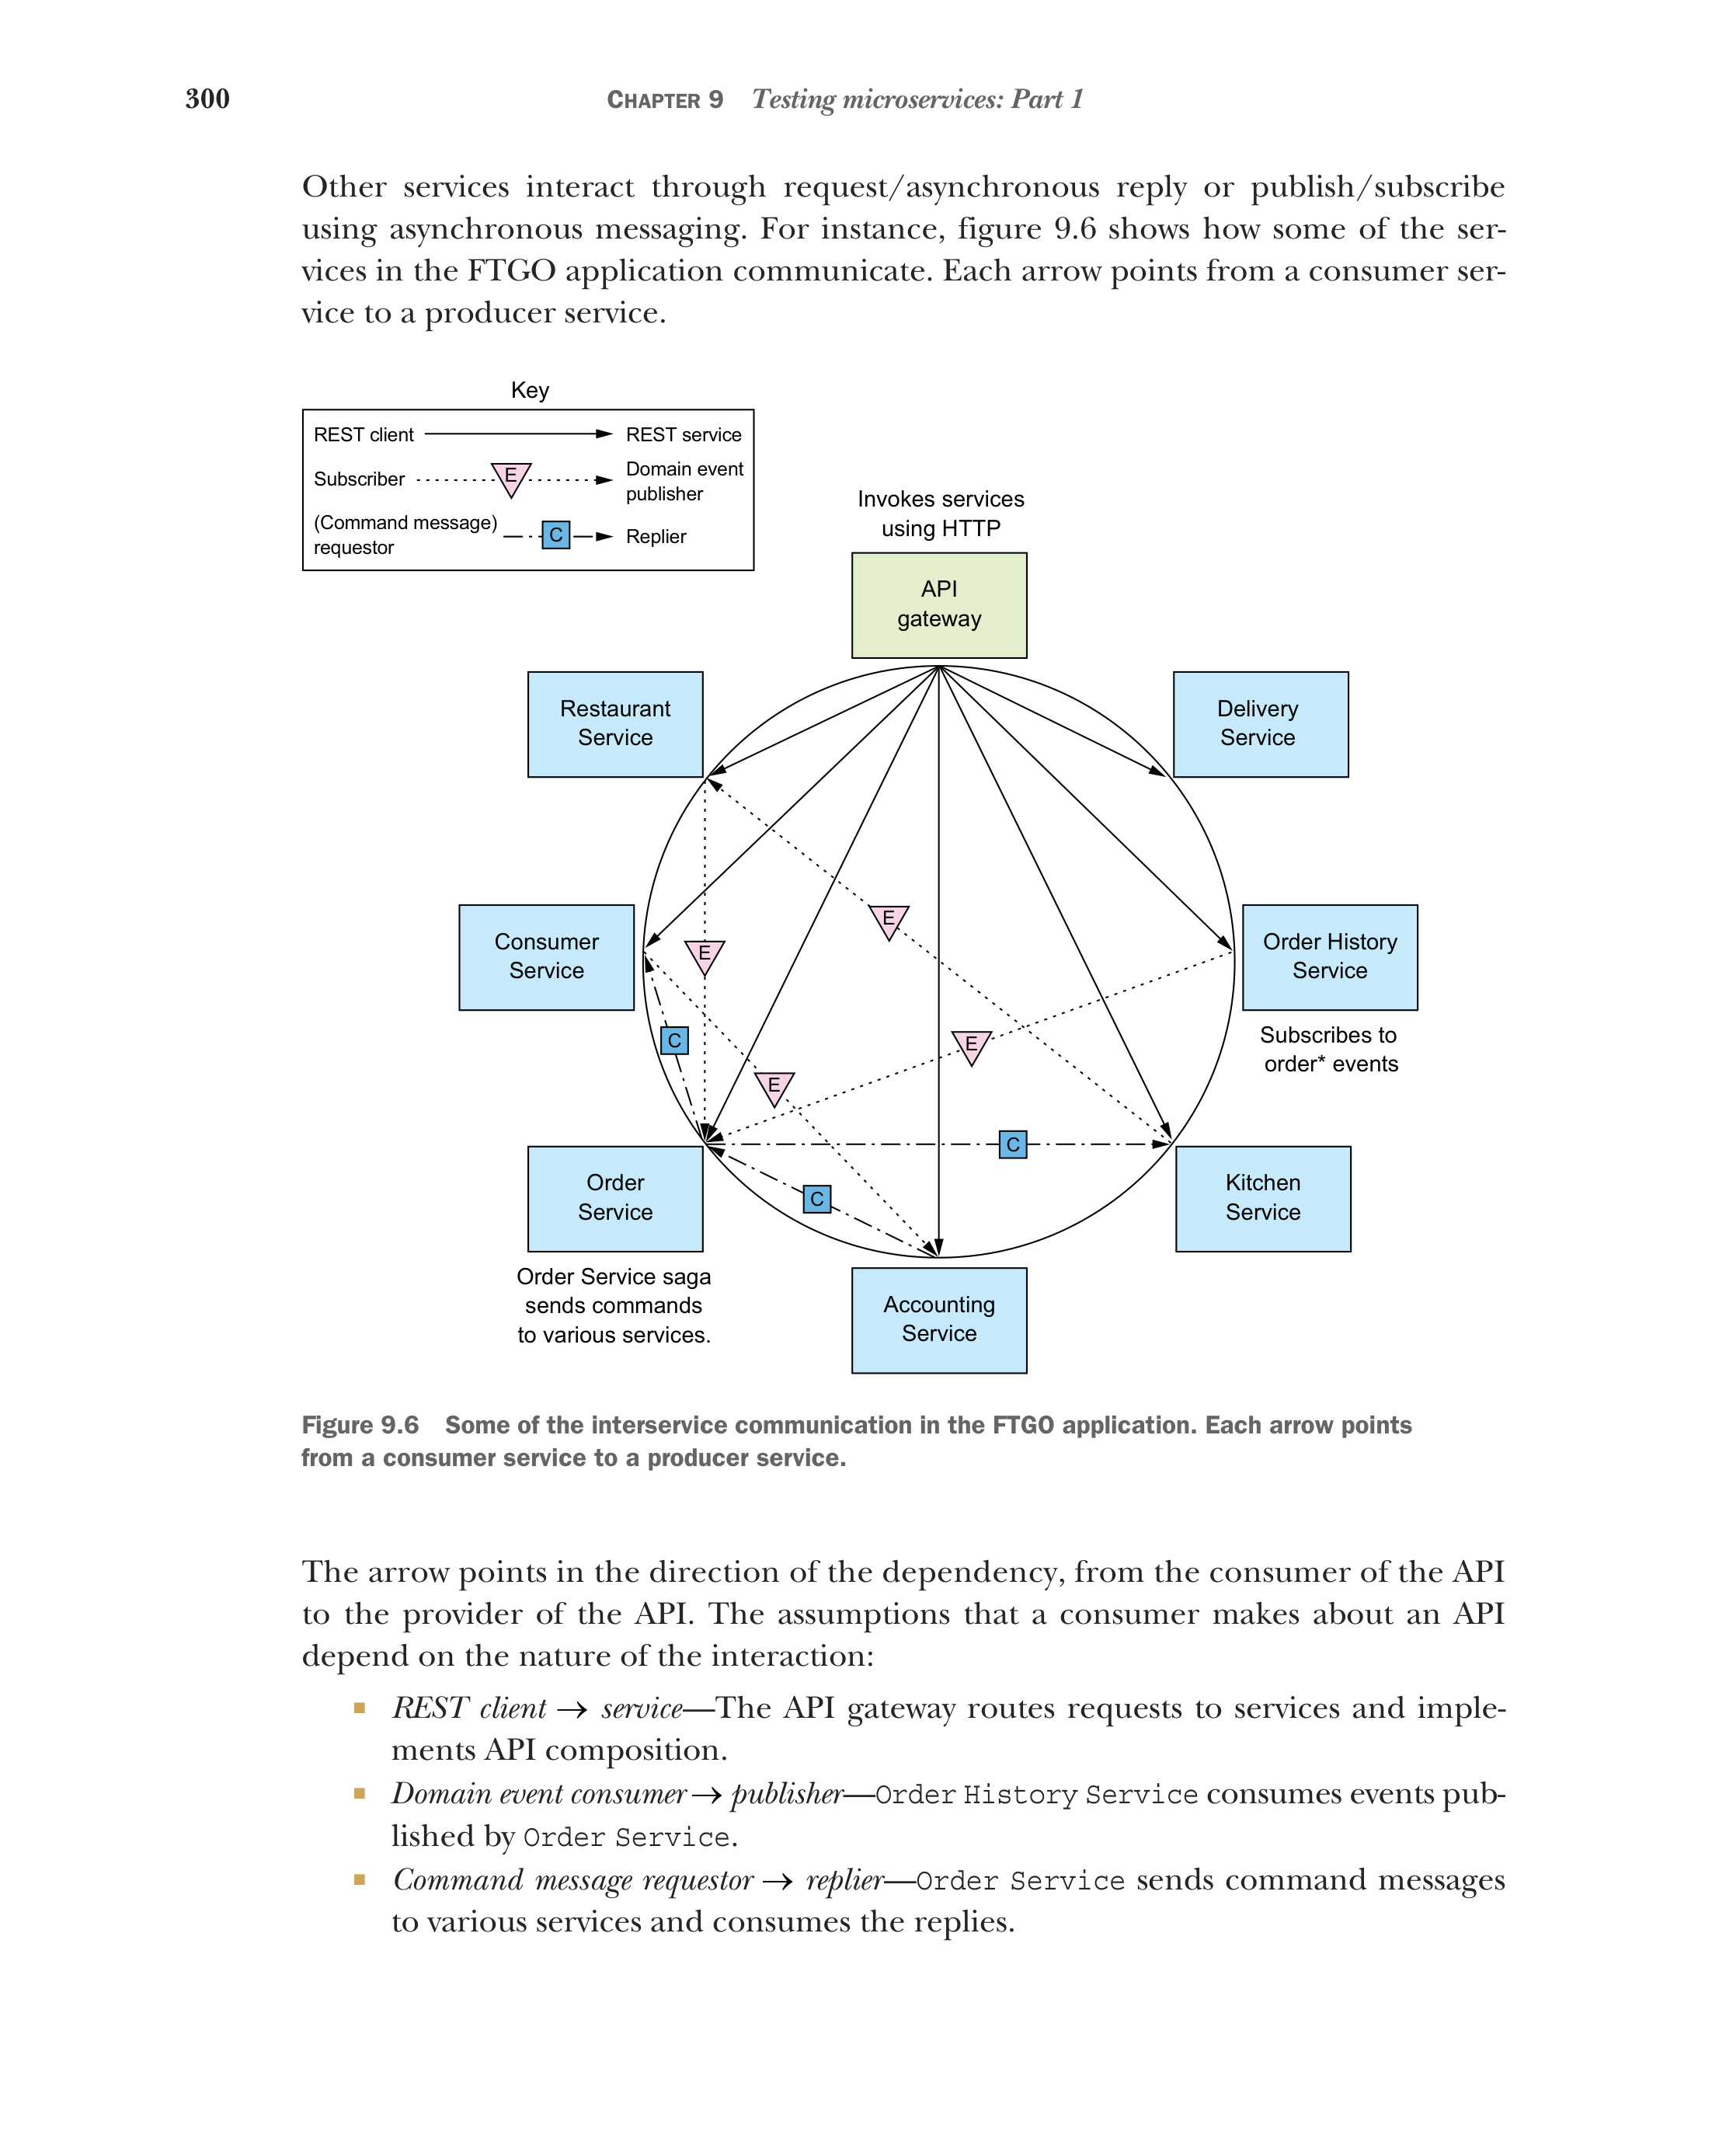 300
CHAPTER 9 Testing microservices: Part 1
Other services interact through request/asynchronous reply or publish/subscribe
using asynchronous messaging. For instance, figure 9.6 shows how some of the ser-
vices in the FTGO application communicate. Each arrow points from a consumer ser-
vice to a producer service.
Key
REST client REST service
Subscriber E Domain event
publisher
(Command message)
requestor C Replier
Invokes services
using HTTP
API
gateway
Restaurant
Service
Delivery
Service
Consumer
Service
E
E
Order History
Service
Subscribes to
order* events
C
E
E
C
Order
Service
C
Kitchen
Service
Order Service saga
sends commands
to various services.
Accounting
Service
Figure 9.6 Some of the interservice communication in the FTGO application. Each arrow points
from a consumer service to a producer service.
The arrow points in the direction of the dependency, from the consumer of the API
to the provider of the API. The assumptions that a consumer makes about an API
depend on the nature of the interaction:
■ REST client → service—The API gateway routes requests to services and imple-
ments API composition.
■ Domain event consumer → publisher—Order History Service consumes events pub-
lished by Order Service.
■ Command message requestor → replier—Order Service sends command messages
to various services and consumes the replies.